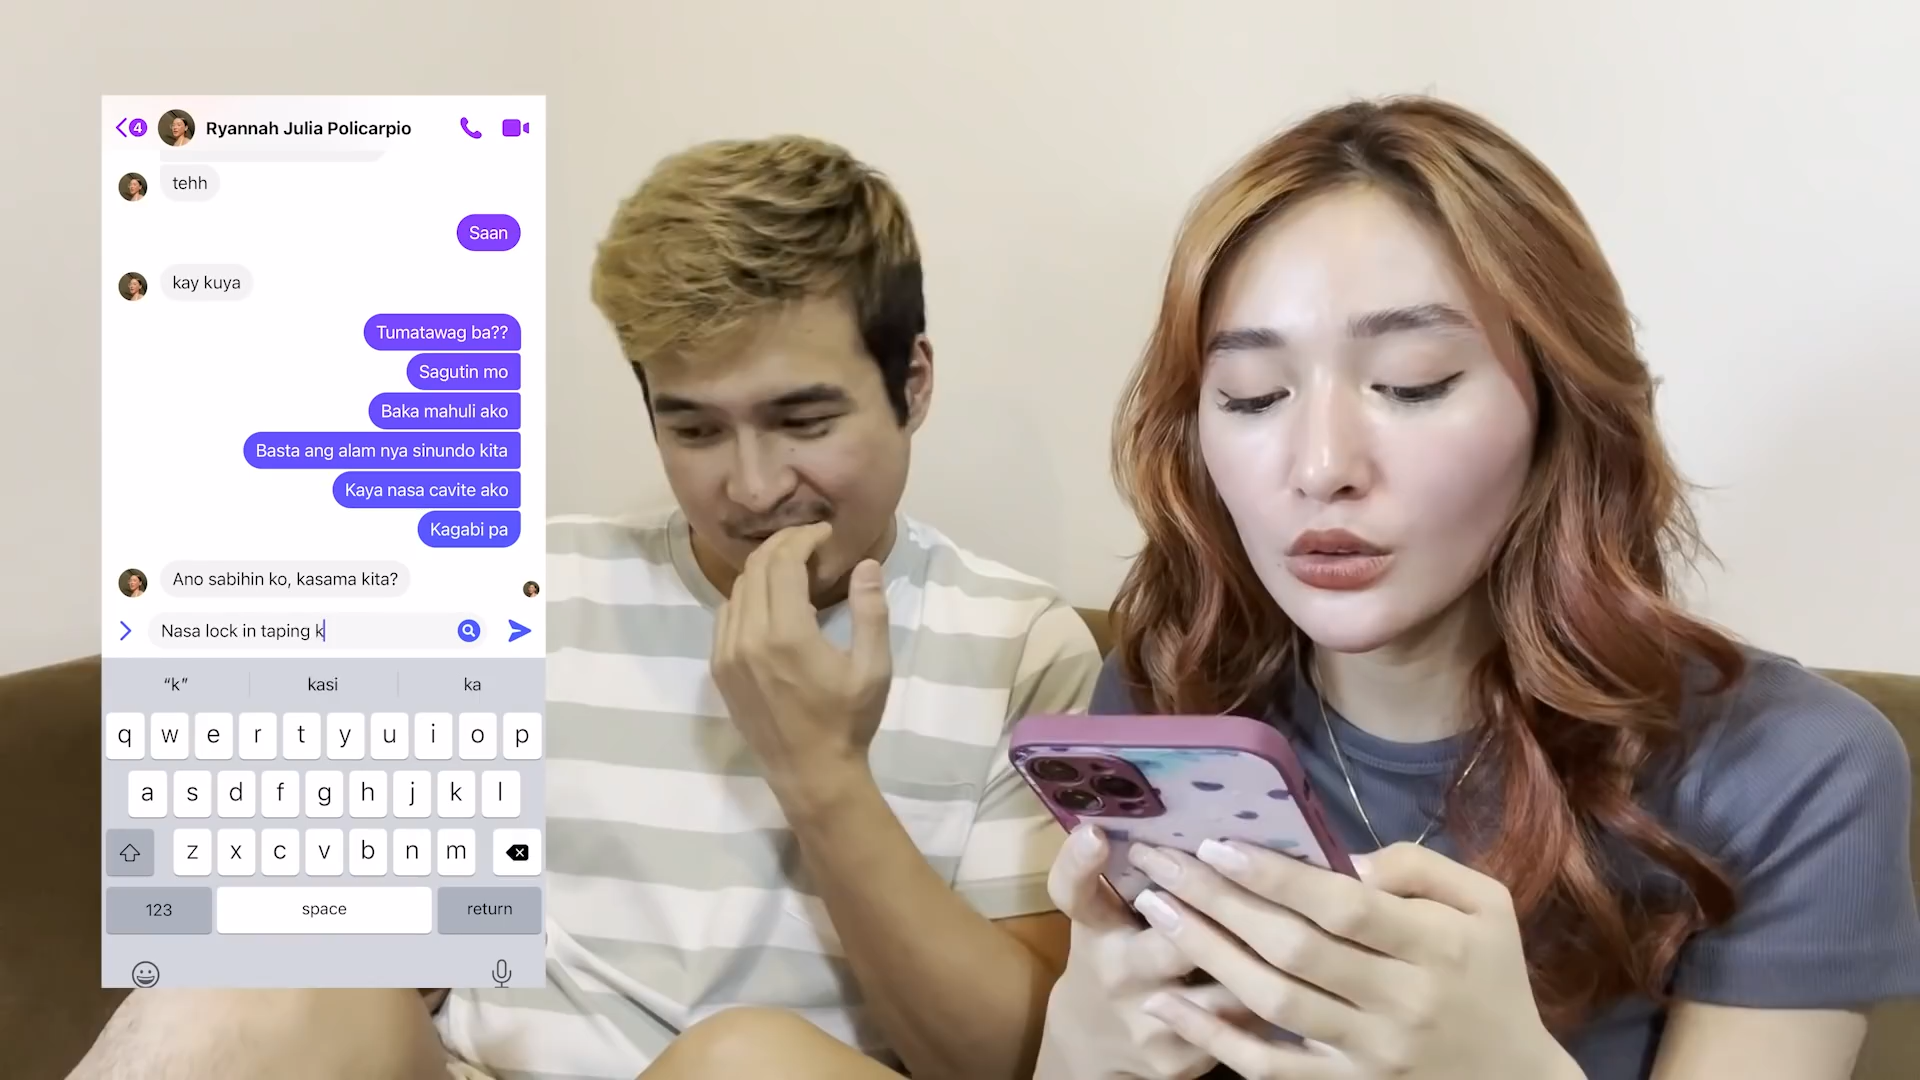 4
Ryannah Julia Policarpio
tehh
Saan
kay kuya
Tumatawag ba??
Sagutin mo
Baka mahuli ako
Basta ang alam nya sinundo kita
Kaya nasa cavite ako
Kagabi pa
Ano sabihin ko, kasama kita?
Nasa lock in taping k
“k” kasi ka
q w e r t y u i o p
a s d f g h j k l
z x c v b n m
123 space return